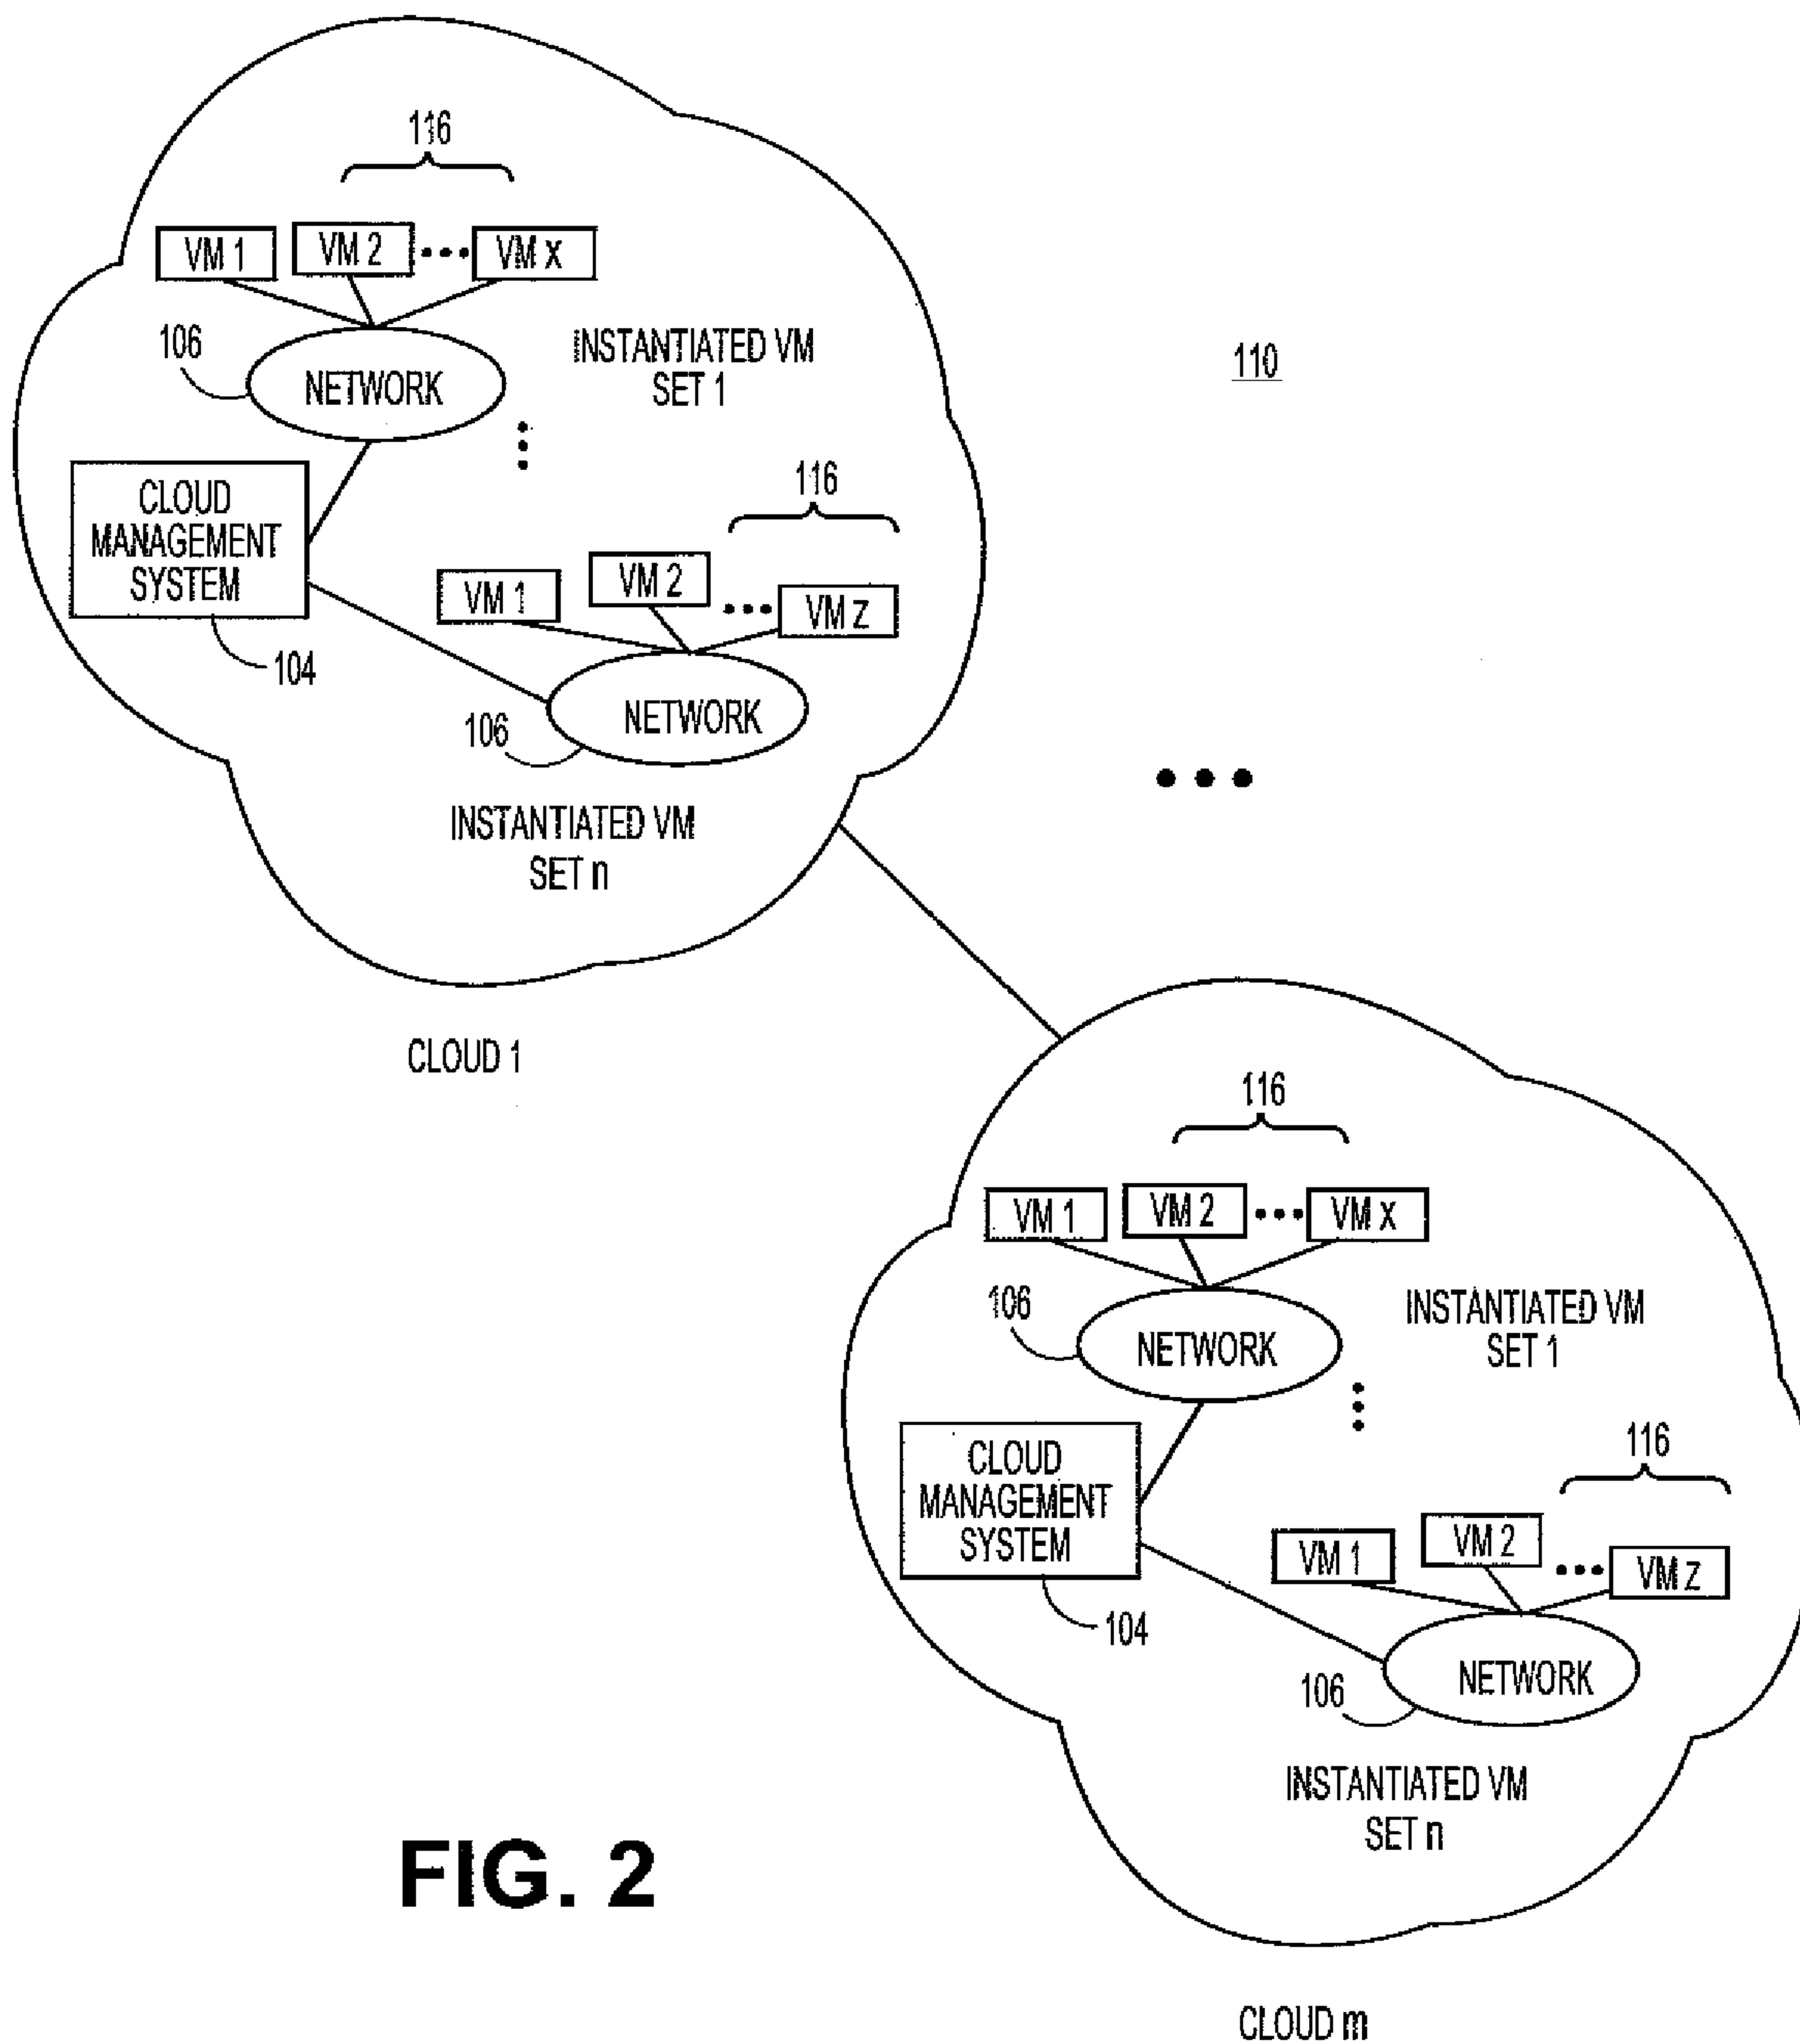 116
VM 1
VM 2
VM X
106
NETWORK
INSTANTIATED VM
SET 1
110
CLOUD
MANAGEMENT
SYSTEM
104
116
VM 1
VM 2
VM Z
106
NETWORK
INSTANTIATED VM
SET n
CLOUD 1
116
VM 1
VM 2
VM X
106
NETWORK
INSTANTIATED VM
SET 1
CLOUD
MANAGEMENT
SYSTEM
104
116
VM 1
VM 2
VM Z
106
NETWORK
INSTANTIATED VM
SET n
FIG. 2
CLOUD m